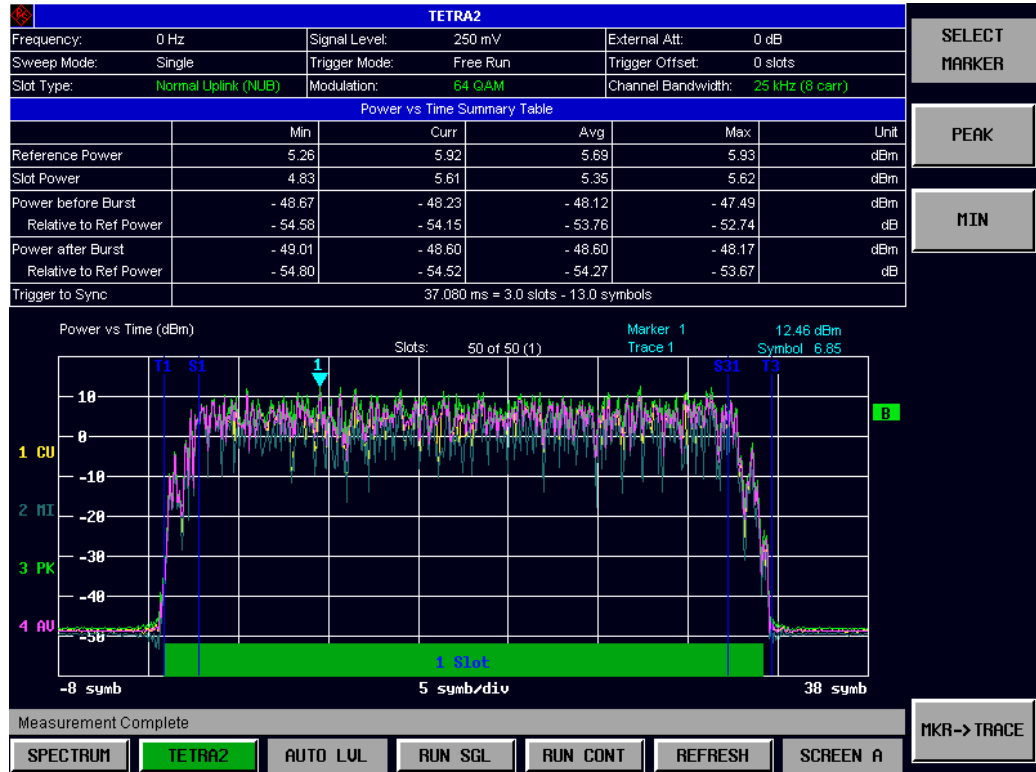 TETRA2
Frequency: 0 Hz Signal Level: 250 mV External Att: 0 dB
Sweep Mode: Single Trigger Mode: Free Run Trigger Offset: 0 slots
Slot Type: Normal Uplink (NUB) Modulation: 64 QAM Channel Bandwidth: 25 kHz (8 carr)
Power vs Time Summary Table
Min Curr Avg Max Unit
Reference Power 5.26 5.92 5.69 5.93 dBm
Slot Power 4.83 5.61 5.35 5.62 dBm
Power before Burst - 48.67 - 48.23 - 48.12 - 47.49 dBm
Relative to Ref Power - 54.58 - 54.15 - 53.76 - 52.74 dB
Power after Burst - 49.01 - 48.60 - 48.60 - 48.17 dBm
Relative to Ref Power - 54.80 - 54.52 - 54.27 - 53.67 dB
Trigger to Sync 37.080 ms = 3.0 slots - 13.0 symbols
Power vs Time (dBm) Marker 1 12.46 dBm
Slots: 50 of 50 (1) Trace 1 Symbol 6.85
T1 S1 1 S31 T3
10
B
0
1 CU
-10
2 MI
-20
-30
3 PK
-40
4 AV
-50
1 Slot
-8 symb 5 symb/div 38 symb
Measurement Complete
SPECTRUM TETRA2 AUTO LVL RUN SGL RUN CONT REFRESH SCREEN A
SELECT
MARKER
PEAK
MIN
MKR->TRACE